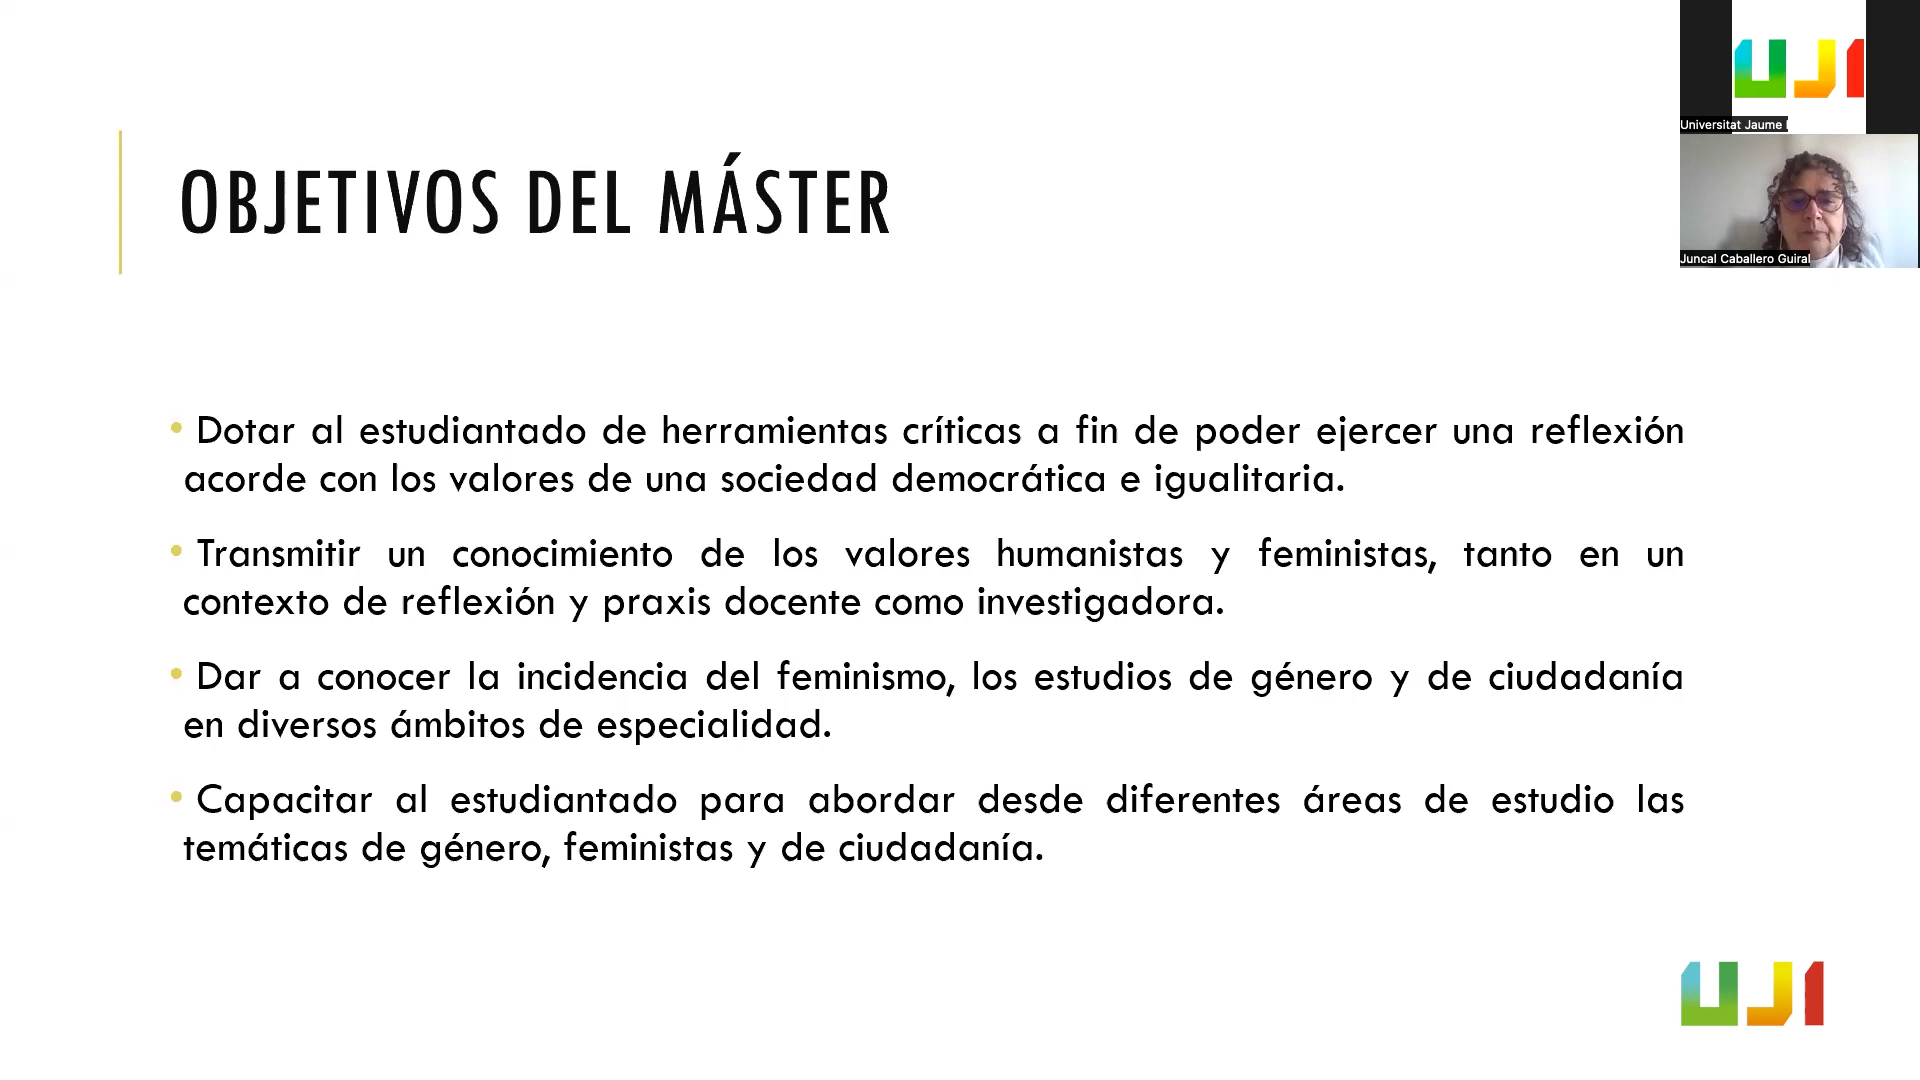 UJI
Universitat Jaume I
Juncal Caballero Guiral
OBJETIVOS DEL MÁSTER
• Dotar al estudiantado de herramientas críticas a fin de poder ejercer una reflexión
acorde con los valores de una sociedad democrática e igualitaria.
• Transmitir un conocimiento de los valores humanistas y feministas, tanto en un
contexto de reflexión y praxis docente como investigadora.
• Dar a conocer la incidencia del feminismo, los estudios de género y de ciudadanía
en diversos ámbitos de especialidad.
• Capacitar al estudiantado para abordar desde diferentes áreas de estudio las
temáticas de género, feministas y de ciudadanía.
UJI